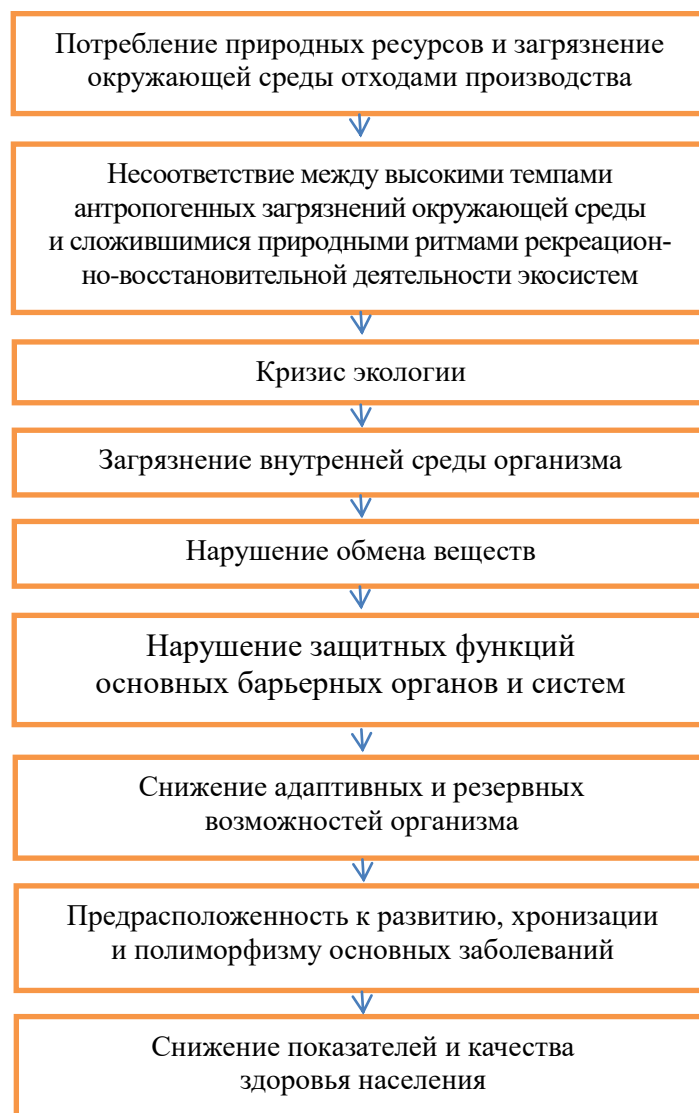 Потребление природных ресурсов и загрязнение
окружающей среды отходами производства
Несоответствие между высокими темпами
антропогенных загрязнений окружающей среды
и сложившимися природными ритмами рекреацион-
но-восстановительной деятельности экосистем
Кризис экологии
Загрязнение внутренней среды организма
Нарушение обмена веществ
Нарушение защитных функций
основных барьерных органов и систем
Снижение адаптивных и резервных
возможностей организма
Предрасположенность к развитию, хронизации
и полиморфизму основных заболеваний
Снижение показателей и качества
здоровья населения